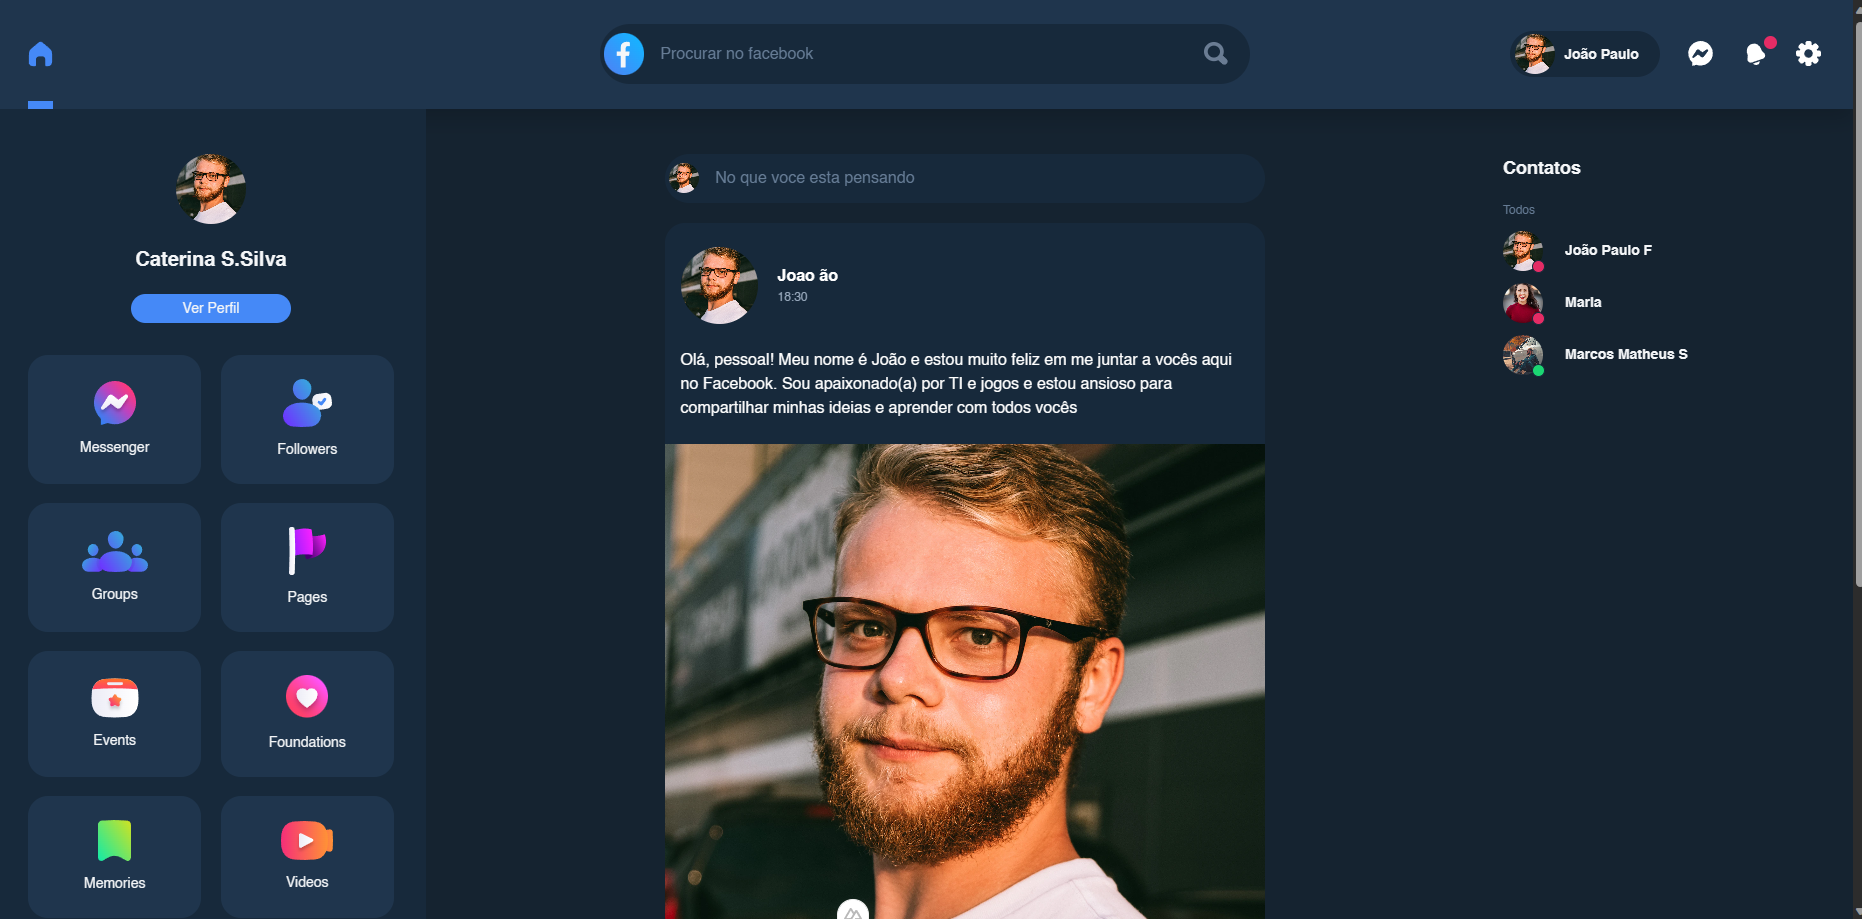 Procurar no facebook
João Paulo
Caterina S.Silva
Ver Perfil
Messenger
Followers
Groups
Pages
Events
Foundations
Memories
Videos
No que voce esta pensando
Joao ão
18:30
Olá, pessoal! Meu nome é João e estou muito feliz em me juntar a vocês aqui
no Facebook. Sou apaixonado(a) por TI e jogos e estou ansioso para
compartilhar minhas ideias e aprender com todos vocês
Contatos
Todos
João Paulo F
Maria
Marcos Matheus S